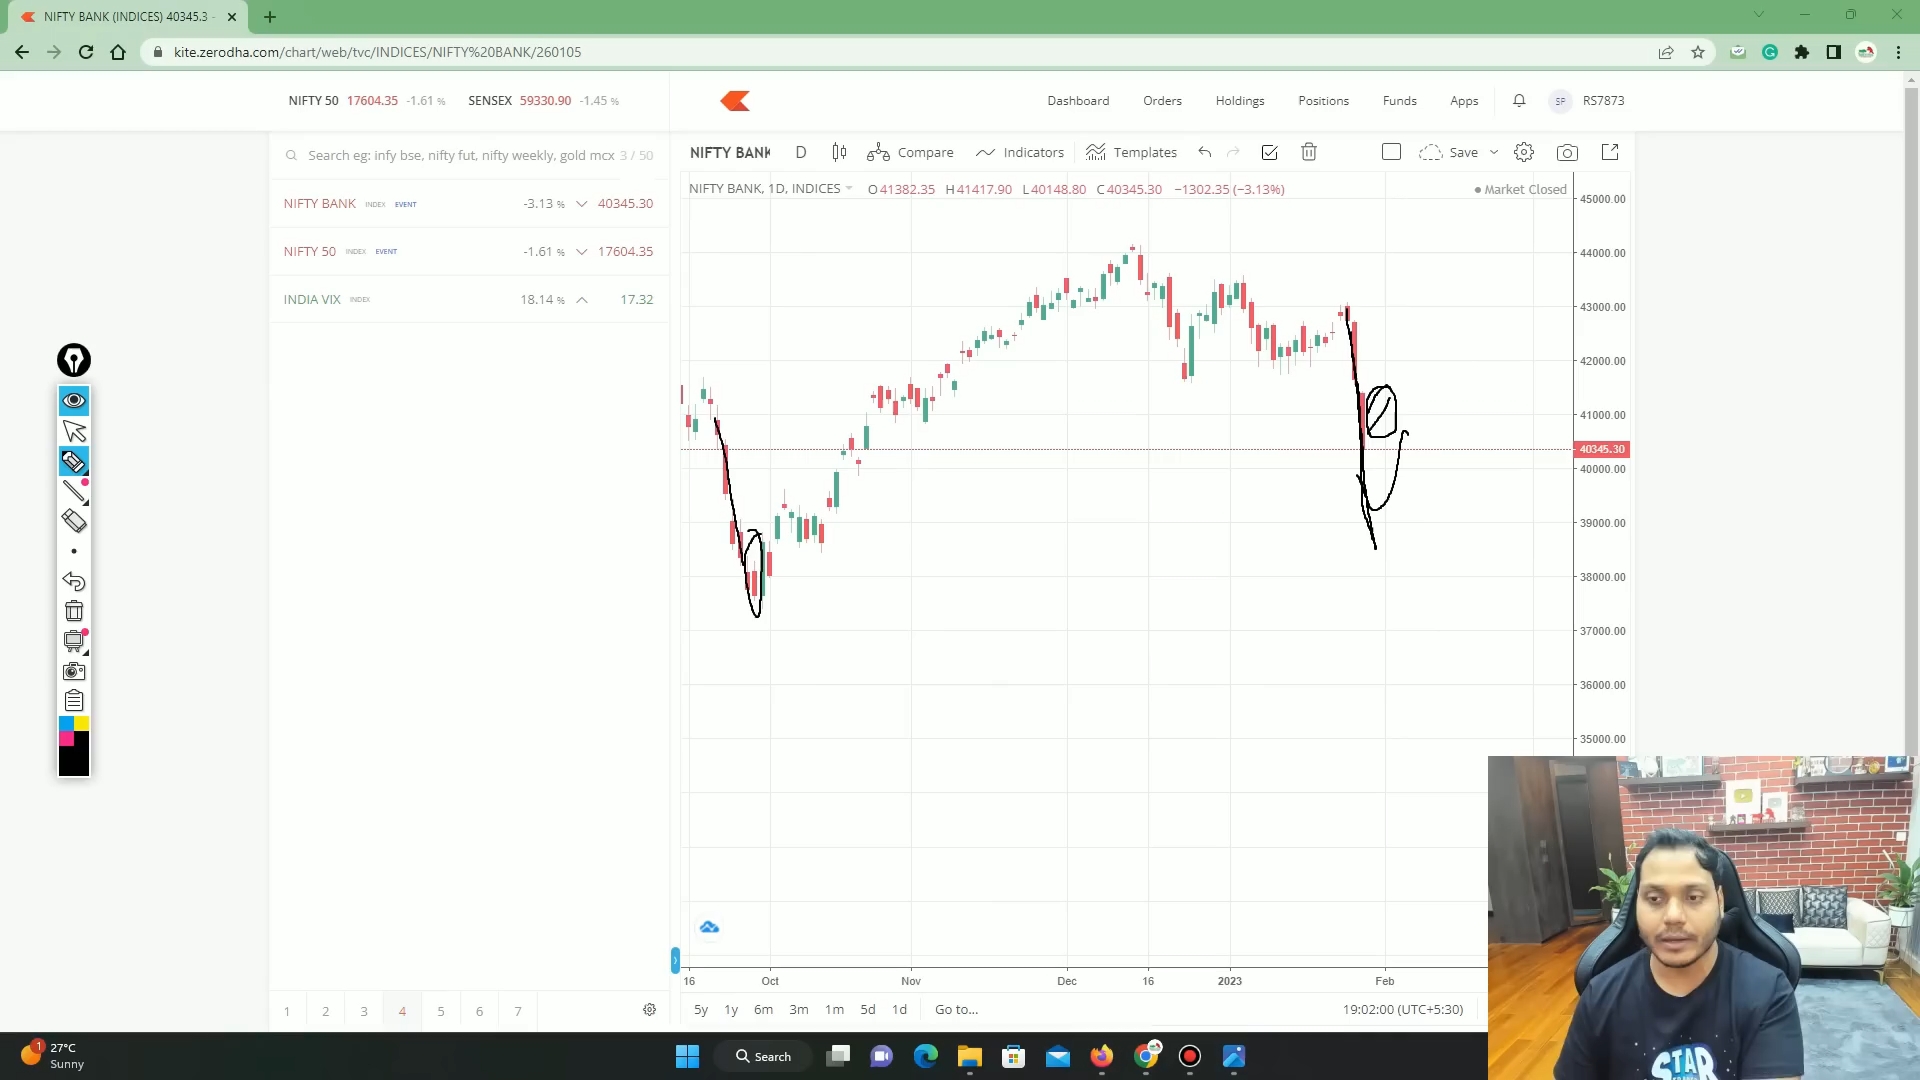 NIFTY BANK (INDICES) 40345.3 -
kite.zerodha.com/chart/web/tvc/INDICES/NIFTY%20BANK/260105
NIFTY 50 17604.35 -1.61 % SENSEX 59330.90 -1.45 %
Dashboard Orders Holdings Positions Funds Apps SP RS7873
Search eg: infy bse, nifty fut, nifty weekly, gold mcx 3 / 50
NIFTY BANK D Compare Indicators Templates Save
NIFTY BANK, 1D, INDICES O41382.35 H41417.90 L40148.80 C40345.30 −1302.35 (−3.13%) Market Closed
NIFTY BANK INDEX EVENT -3.13 % 40345.30
NIFTY 50 INDEX EVENT -1.61 % 17604.35
INDIA VIX INDEX 18.14 % 17.32
45000.00
44000.00
43000.00
42000.00
41000.00
40345.30
40000.00
39000.00
38000.00
37000.00
36000.00
35000.00
16 Oct Nov Dec 16 2023 Feb
1 2 3 4 5 6 7
5y 1y 6m 3m 1m 5d 1d Go to... 19:02:00 (UTC+5:30)
STAR
1 27°C
Sunny
Search